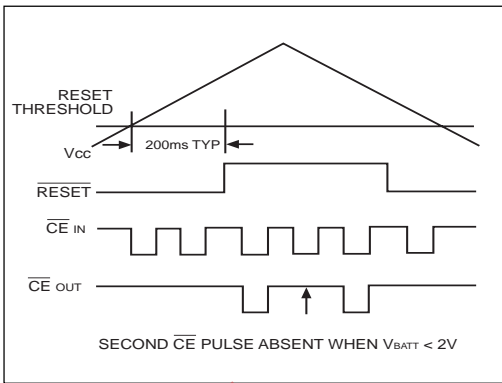 RESET
THRESHOLD
Vcc
200ms TYP
RESET
CE IN
CE OUT
SECOND CE PULSE ABSENT WHEN VBATT < 2V